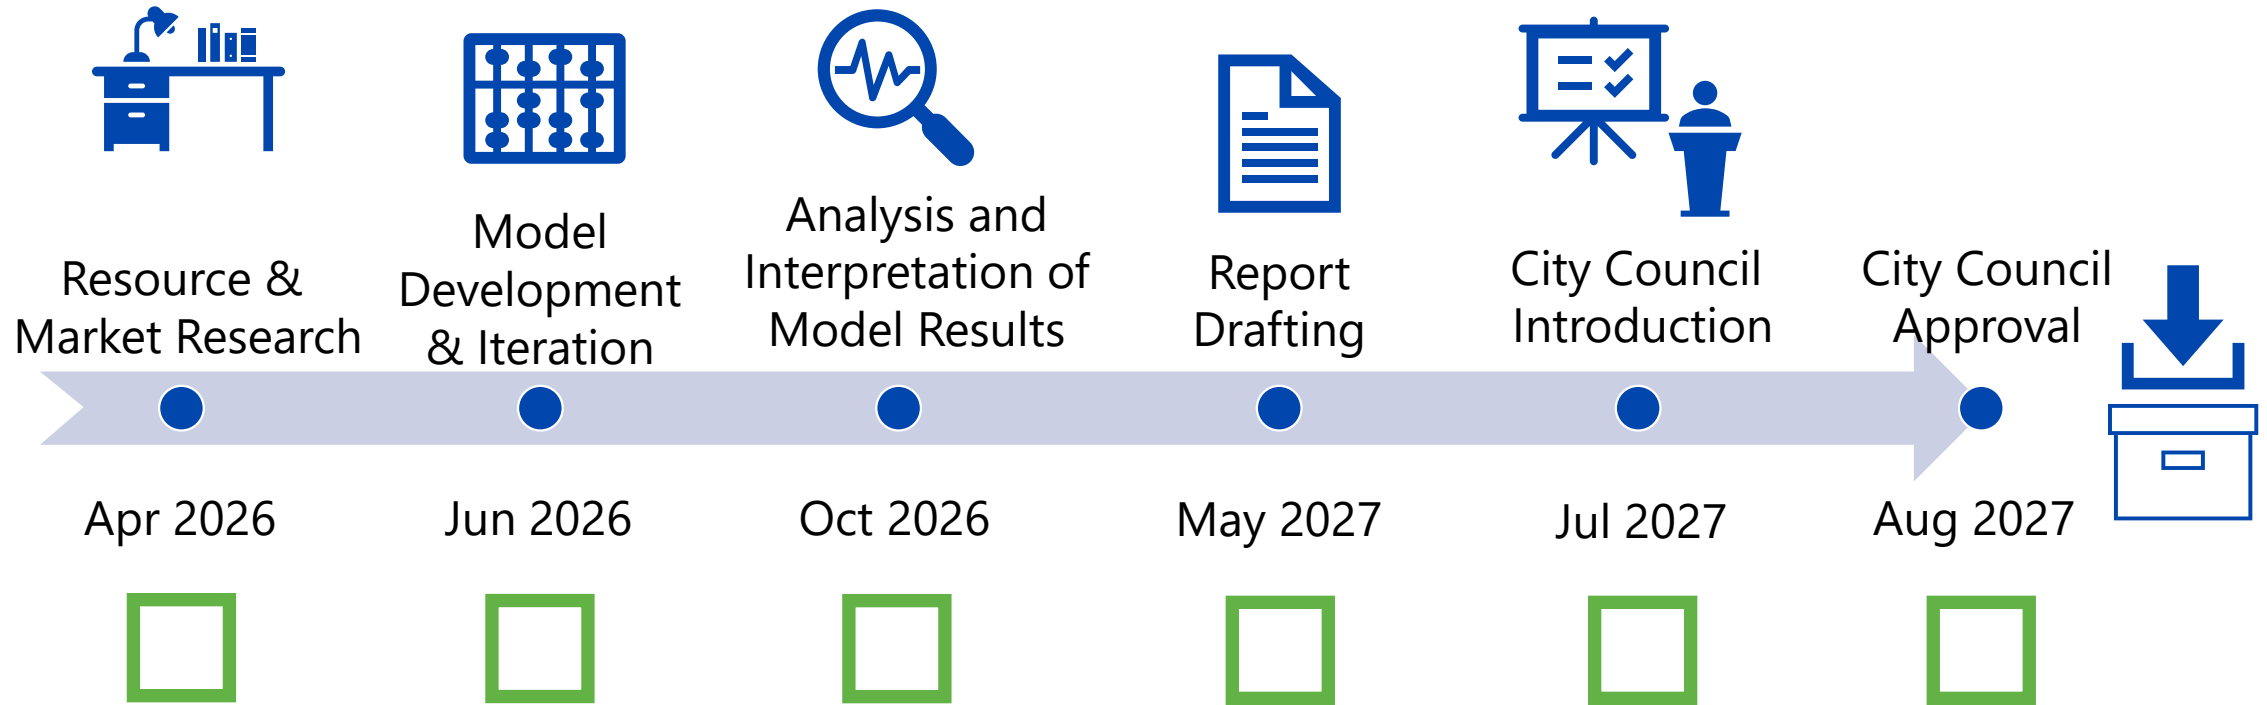 Resource &
Market Research
Model
Development
& Iteration
Analysis and
Interpretation of
Model Results
Report
Drafting
City Council
Introduction
City Council
Approval
Apr 2026
Jun 2026
Oct 2026
May 2027
Jul 2027
Aug 2027